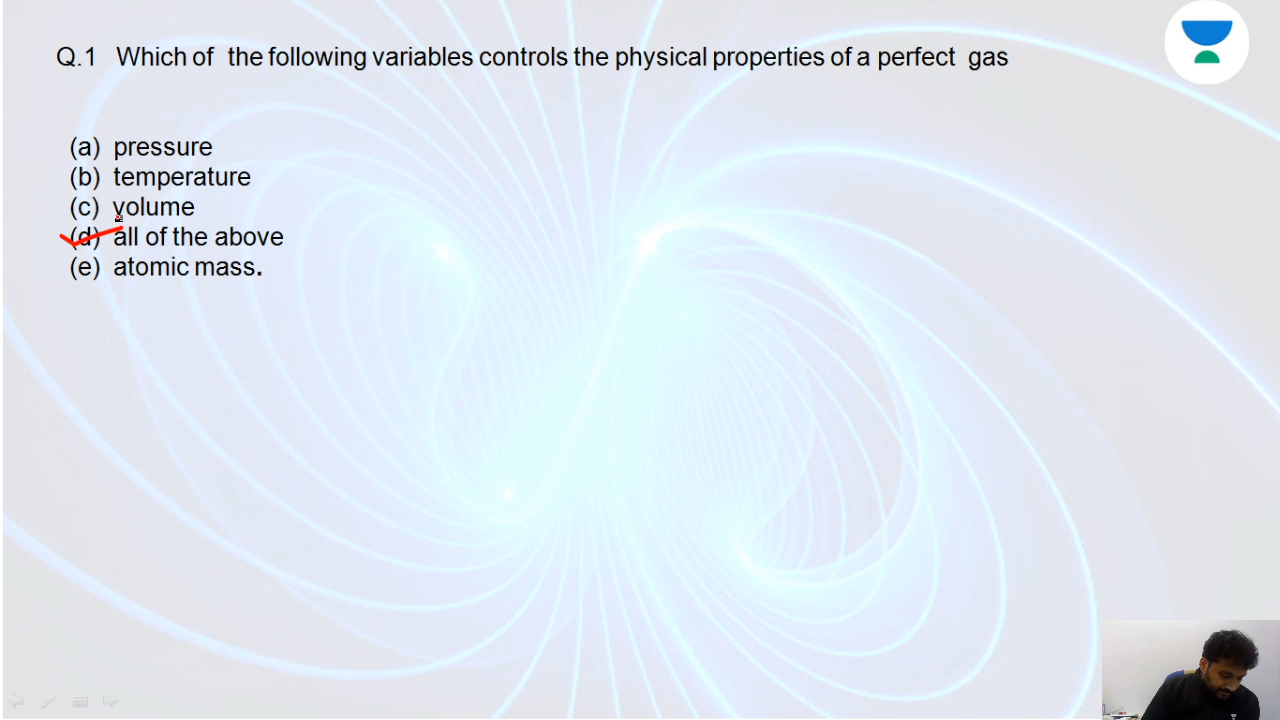 Q.1 Which of the following variables controls the physical properties of a perfect gas
(a) pressure
(b) temperature
(c) volume
(d) all of the above
(e) atomic mass.